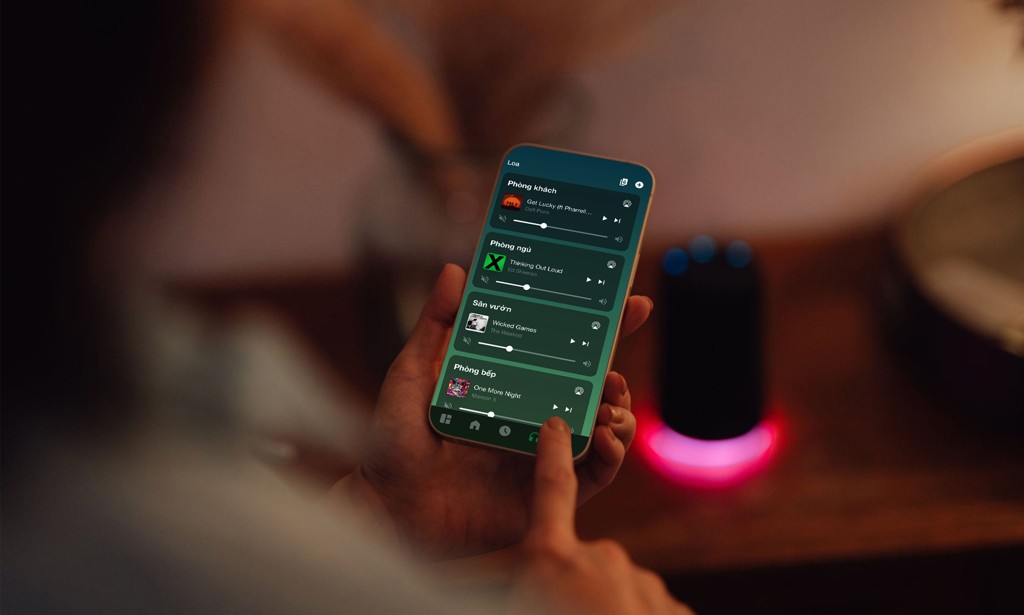 Loa
Phòng khách
Get Lucky (ft Pharrell...
Daft Punk
Phòng ngủ
Thinking Out Loud
Ed Sheeran
Sân vườn
Wicked Games
The Weeknd
Phòng bếp
One More Night
Maroon 5